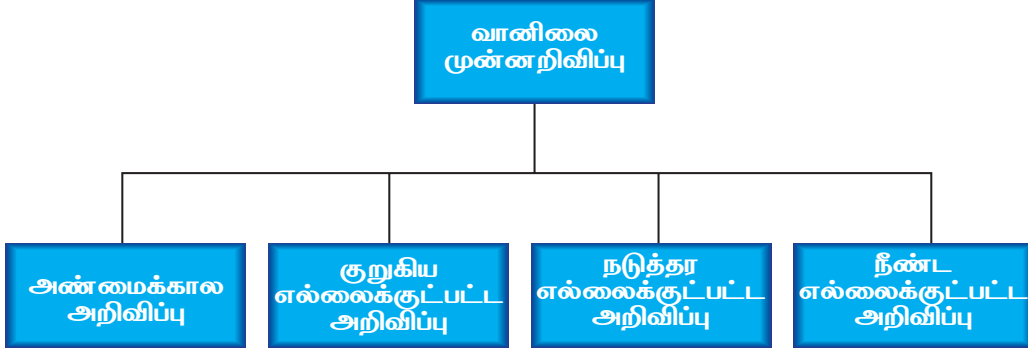 வானிலை
முன்னறிவிப்பு
அண்மைக்கால
அறிவிப்பு
குறுகிய
எல்லைக்குட்பட்ட
அறிவிப்பு
நடுத்தர
எல்லைக்குட்பட்ட
அறிவிப்பு
நீண்ட
எல்லைக்குட்பட்ட
அறிவிப்பு